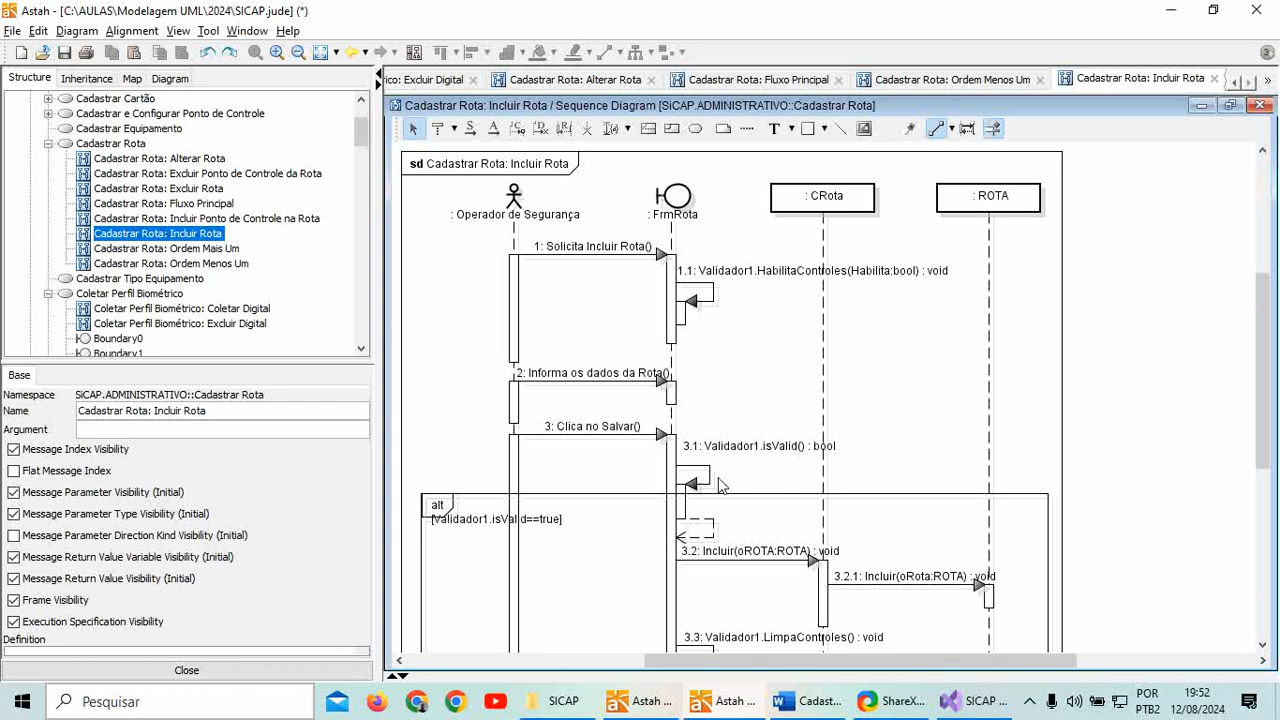 Astah - [C:\AULAS\Modelagem UML\2024\SICAP.jude] (*)
File Edit Diagram Alignment View Tool Window Help
Structure Inheritance Map Diagram
ico: Excluir Digital
Cadastrar Rota: Alterar Rota
Cadastrar Rota: Fluxo Principal
Cadastrar Rota: Ordem Menos Um
Cadastrar Rota: Incluir Rota
Cadastrar Cartão
Cadastrar e Configurar Ponto de Controle
Cadastrar Equipamento
Cadastrar Rota
Cadastrar Rota: Alterar Rota
Cadastrar Rota: Excluir Ponto de Controle da Rota
Cadastrar Rota: Excluir Rota
Cadastrar Rota: Fluxo Principal
Cadastrar Rota: Incluir Ponto de Controle na Rota
Cadastrar Rota: Incluir Rota
Cadastrar Rota: Ordem Mais Um
Cadastrar Rota: Ordem Menos Um
Cadastrar Tipo Equipamento
Coletar Perfil Biométrico
Coletar Perfil Biométrico: Coletar Digital
Coletar Perfil Biométrico: Excluir Digital
Boundary0
Boundary1
Base
Namespace SiCAP.ADMINISTRATIVO::Cadastrar Rota
Name Cadastrar Rota: Incluir Rota
Argument
Message Index Visibility
Flat Message Index
Message Parameter Visibility (Initial)
Message Parameter Type Visibility (Initial)
Message Parameter Direction Kind Visibility (Initial)
Message Return Value Variable Visibility (Initial)
Message Return Value Visibility (Initial)
Frame Visibility
Execution Specification Visibility
Definition
Close
Cadastrar Rota: Incluir Rota / Sequence Diagram [SiCAP.ADMINISTRATIVO::Cadastrar Rota]
sd Cadastrar Rota: Incluir Rota
: Operador de Segurança
: FrmRota
: CRota
: ROTA
1: Solicita Incluir Rota()
1.1: Validador1.HabilitaControles(Habilita:bool) : void
2: Informa os dados da Rota()
3: Clica no Salvar()
3.1: Validador1.isValid() : bool
alt
[Validador1.isValid==true]
3.2: Incluir(oROTA:ROTA) : void
3.2.1: Incluir(oRota:ROTA) : void
3.3: Validador1.LimpaControles() : void
Pesquisar
SICAP
Astah ...
Astah ...
Cadast...
ShareX...
SICAP ...
POR
PTB2
19:52
12/08/2024